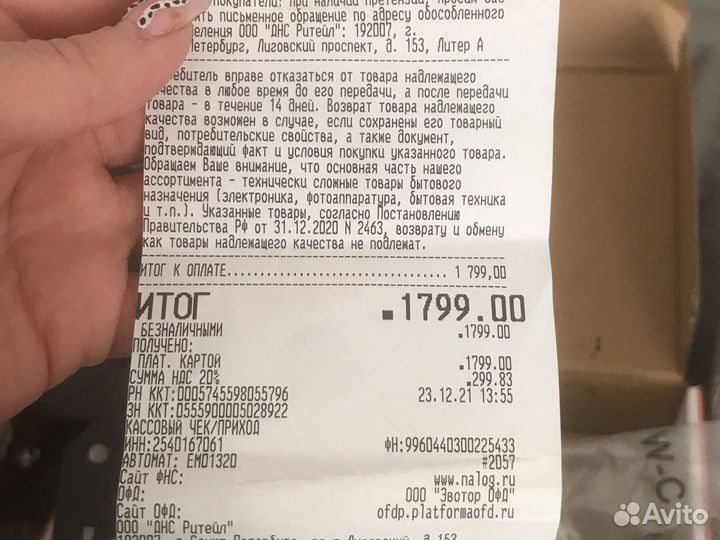 покупатели: при наличии претензий, просим Вас
письменное обращение по адресу обособленного
ООО "ДНС Ритейл": 192007, г.
Петербург, Лиговский проспект, д. 153, Литер А
требитель вправе отказаться от товара надлежащего
качества в любое время до его передачи, а после передачи
товара - в течение 14 дней. Возврат товара надлежащего
качества возможен в случае, если сохранены его товарный
вид, потребительские свойства, а также документ,
подтверждающий факт и условия покупки указанного товара.
Обращаем Ваше внимание, что основная часть нашего
ассортимента - технически сложные товары бытового
назначения (электроника, фотоаппаратура, бытовая техника
и т.п.). Указанные товары, согласно Постановлению
Правительства РФ от 31.12.2020 N 2463, возврату и обмену
как товары надлежащего качества не подлежат.
ИТОГ К ОПЛАТЕ................................ 1 799,00
ИТОГ .1799.00
БЕЗНАЛИЧНЫМИ .1799.00
ПОЛУЧЕНО:
ПЛАТ. КАРТОЙ .1799.00
СУММА НДС 20% .299.83
РН ККТ:0005745598055796 23.12.21 13:55
ЗН ККТ:0555900005028922
КАССОВЫЙ ЧЕК/ПРИХОД
ИНН:2540167061 ФН:9960440300225433
АВТОМАТ: EM01320 #2057
Сайт ФНС: www.nalog.ru
ОФД: ООО "Эвотор ОФД"
Сайт ОФД: ofdp.platformaofd.ru
ООО "ДНС Ритейл"
W-C
Avito